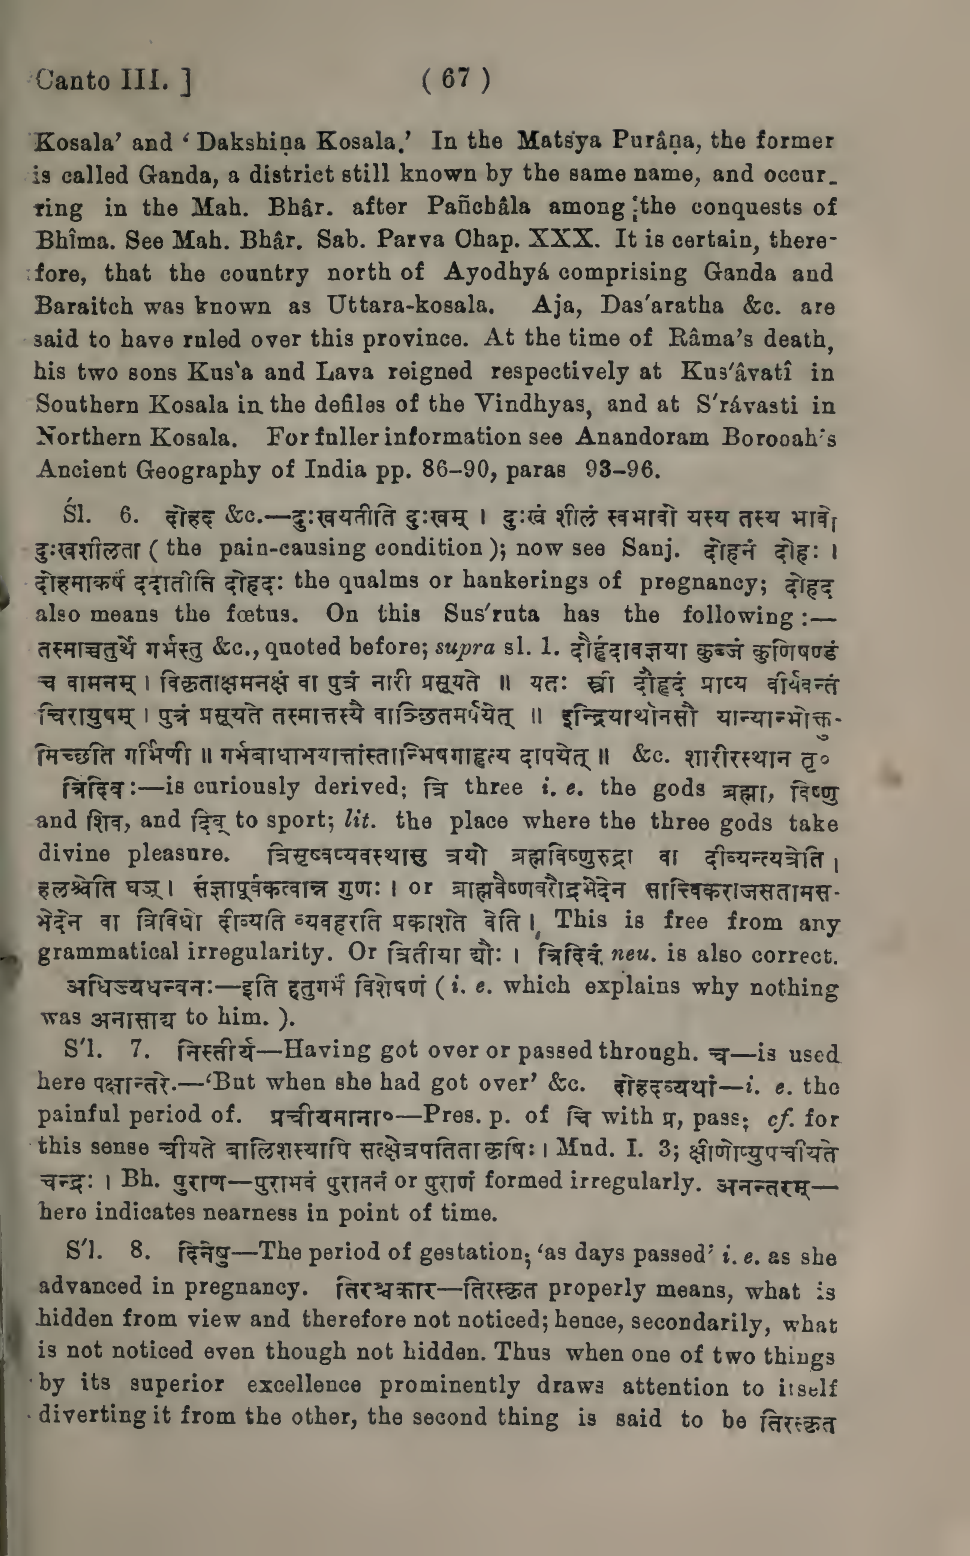 Canto III. ] ( 67 )
Kosala’ and ‘ Dakshiṇa Kosala.’ In the Matsya Purâṇa, the former
is called Ganda, a district still known by the same name, and occur-
ring in the Mah. Bhâr. after Pañchâla among the conquests of
Bhîma. See Mah. Bhâr. Sab. Parva Chap. XXX. It is certain, there-
fore, that the country north of Ayodhyá comprising Ganda and
Baraitch was known as Uttara-kosala. Aja, Das′aratha &c. are
said to have ruled over this province. At the time of Râma’s death,
his two sons Kus‵a and Lava reigned respectively at Kus′âvatî in
Southern Kosala in the defiles of the Vindhyas, and at S′rávasti in
Northern Kosala. For fuller information see Anandoram Borooah’s
Ancient Geography of India pp. 86–90, paras 93–96.
Śl. 6. दोहद &c.—दुःखयतीति दुःखम् । दुःखं शीलं स्वभावो यस्य तस्य भावो
दुःखशीलता ( the pain-causing condition ); now see Sanj. दोहनं दोहः ।
दोहमाकर्षं ददातीति दोहदः the qualms or hankerings of pregnancy; दोहद
also means the fœtus. On this Sus′ruta has the following :—
तस्माच्चतुर्थे गर्भस्तु &c., quoted before; supra sl. 1. दौर्हृदावज्ञया कुब्जं कुणिषण्डं
च वामनम् । विकृताक्षमनक्षं वा पुत्रं नारी प्रसूयते ॥ यतः स्त्री दौहृदं प्राप्य वीर्यवन्तं
चिरायुषम् । पुत्रं प्रसूयते तस्मात्तस्यै वाञ्छितमर्पयेत् ॥ इन्द्रियार्थानसौ यान्यान्भोक्तु-
मिच्छति गर्भिणी ॥ गर्भबाधाभयात्तांस्तान्भिषगाहृत्य दापयेत् ॥ &c. शारीरस्थान तृ०
त्रिदिवः:—is curiously derived; त्रि three i. e. the gods ब्रह्मा, विष्णु
and शिव, and दिव् to sport; lit. the place where the three gods take
divine pleasure. त्रिसृष्वप्यवस्थासु त्रयो ब्रह्मविष्णुरुद्रा वा दीव्यन्त्यत्रेति ।
हलश्चेति घञ् । संज्ञापूर्वकत्वान्न गुणः । or ब्राह्मवैष्णवरौद्रभेदेन सात्त्विकराजसतामस-
भेदेन वा त्रिविधो दीव्यति व्यवहरति प्रकाशते वेति । This is free from any
grammatical irregularity. Or त्रितीया द्यौः । त्रिदिवं neu. is also correct.
अधिज्यधन्वनः—इति हेतुगर्भं विशेषणं ( i. e. which explains why nothing
was अनासाद्य to him. ).
S′l. 7. निस्तीर्य—Having got over or passed through. च—is used
here पक्षान्तरे.—‘But when she had got over’ &c. दोहदव्यथां—i. e. the
painful period of. प्रचीयमाना०—Pres. p. of चि with प्र, pass; cf. for
this sense चीयते बालिशस्यापि सत्क्षेत्रपतिता कृषिः । Mud. I. 3; क्षीणोप्युपचीयते
चन्द्रः । Bh. पुराण—पुराभवं पुरातनं or पुराणं formed irregularly. अनन्तरम्—
here indicates nearness in point of time.
S′l. 8. दिनेषु—The period of gestation; ‘as days passed’ i. e. as she
advanced in pregnancy. तिरश्चकार—तिरस्कृत properly means, what is
hidden from view and therefore not noticed; hence, secondarily, what
is not noticed even though not hidden. Thus when one of two things
by its superior excellence prominently draws attention to itself
diverting it from the other, the second thing is said to be तिरस्कृत